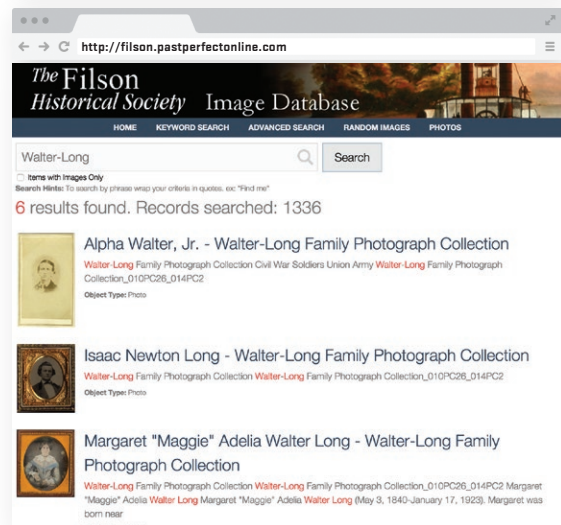 http://filson.pastperfectonline.com
The Filson
Historical Society Image Database
HOME KEYWORD SEARCH ADVANCED SEARCH RANDOM IMAGES PHOTOS
Walter-Long Search
Items with Images Only
Search Hints: To search by phrase wrap your criteria in quotes. ex: "Find me"
6 results found. Records searched: 1336
Alpha Walter, Jr. - Walter-Long Family Photograph Collection
Walter-Long Family Photograph Collection Civil War Soldiers Union Army Walter-Long Family Photograph
Collection_010PC26_014PC2
Object Type: Photo
Isaac Newton Long - Walter-Long Family Photograph Collection
Walter-Long Family Photograph Collection Walter-Long Family Photograph Collection_010PC26_014PC2
Object Type: Photo
Margaret "Maggie" Adelia Walter Long - Walter-Long Family
Photograph Collection
Walter-Long Family Photograph Collection Walter-Long Family Photograph Collection_010PC26_014PC2 Margaret
"Maggie" Adelia Walter Long Margaret "Maggie" Adelia Walter Long (May 3, 1840-January 17, 1923). Margaret was
born near